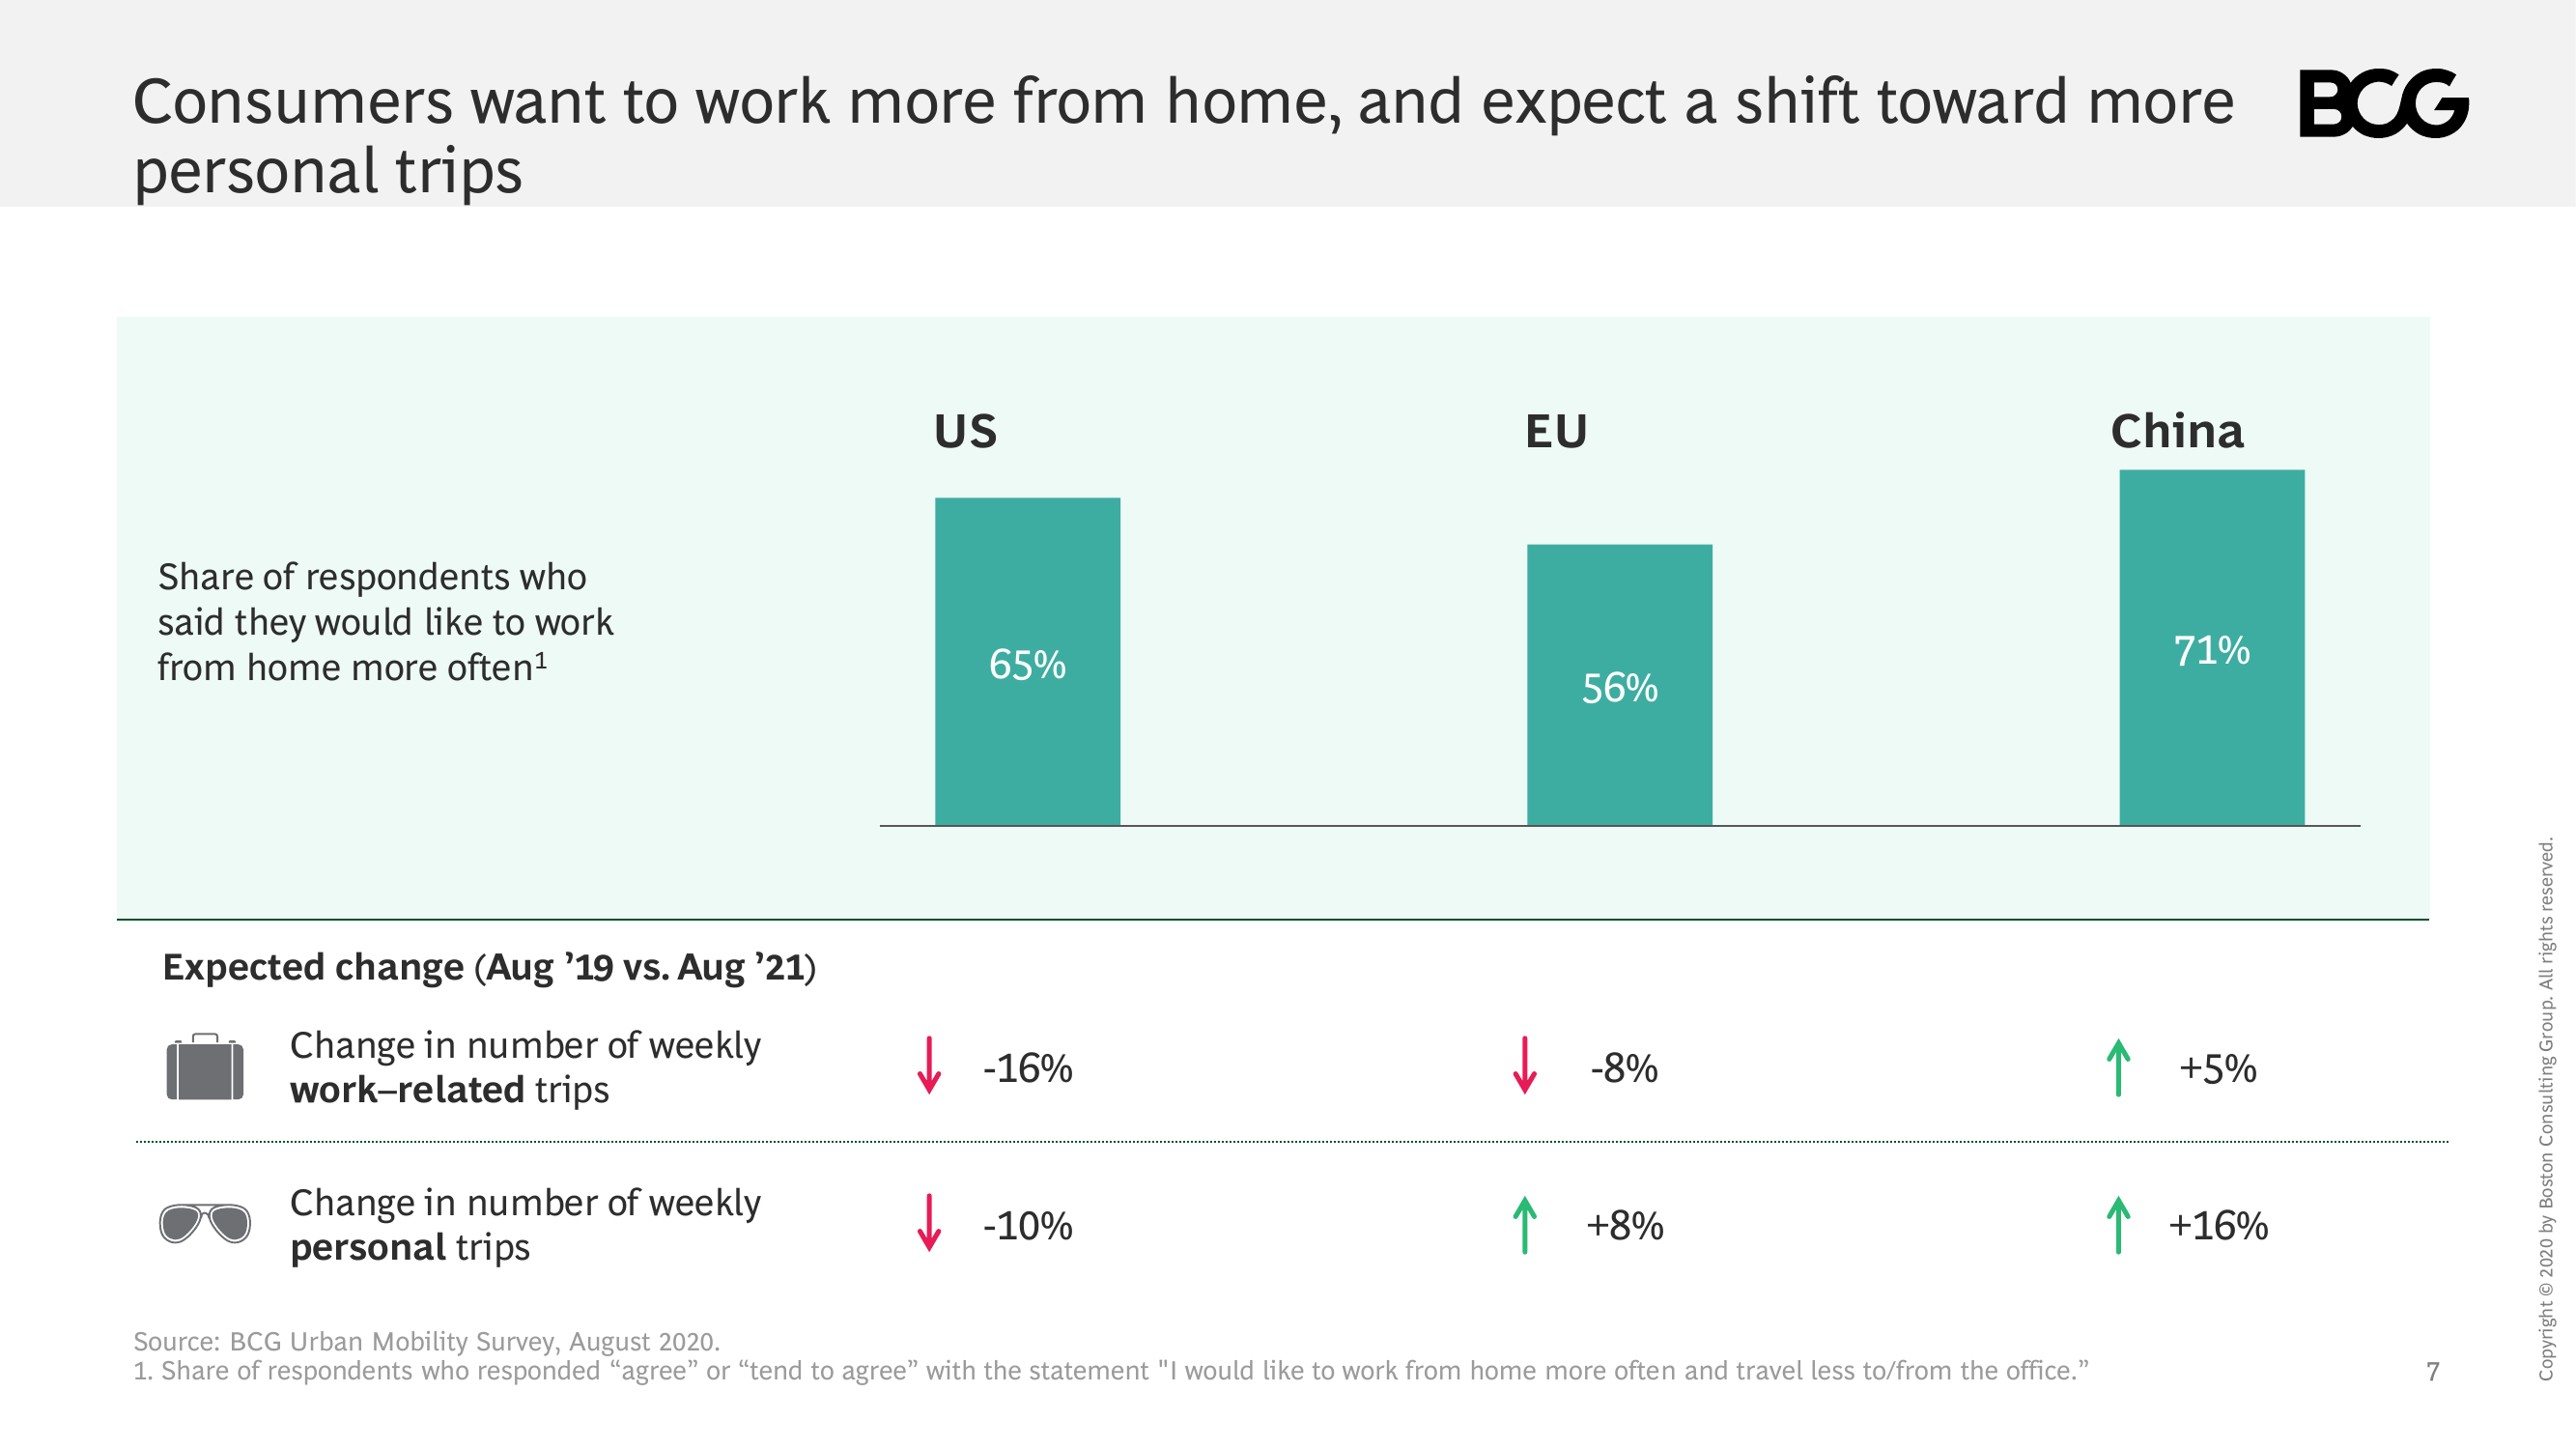 Consumers want to work more from home, and expect a shift toward more
personal trips
BCG
US
EU
China
Share of respondents who
said they would like to work
from home more often¹
65%
56%
71%
Expected change (Aug ’19 vs. Aug ’21)
Change in number of weekly
work–related trips
-16%
-8%
+5%
Change in number of weekly
personal trips
-10%
+8%
+16%
Source: BCG Urban Mobility Survey, August 2020.
1. Share of respondents who responded “agree” or “tend to agree” with the statement "I would like to work from home more often and travel less to/from the office.”
7
Copyright © 2020 by Boston Consulting Group. All rights reserved.